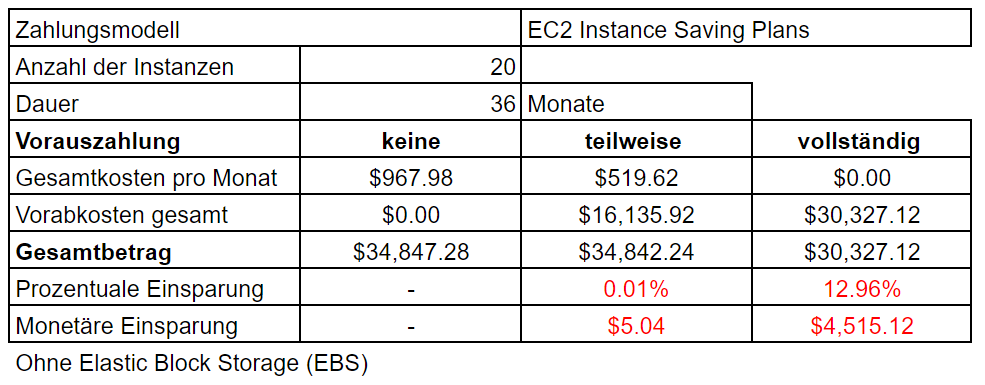 Zahlungsmodell EC2 Instance Saving Plans
Anzahl der Instanzen 20
Dauer 36 Monate
Vorauszahlung keine teilweise vollständig
Gesamtkosten pro Monat $967.98 $519.62 $0.00
Vorabkosten gesamt $0.00 $16,135.92 $30,327.12
Gesamtbetrag $34,847.28 $34,842.24 $30,327.12
Prozentuale Einsparung - 0.01% 12.96%
Monetäre Einsparung - $5.04 $4,515.12
Ohne Elastic Block Storage (EBS)